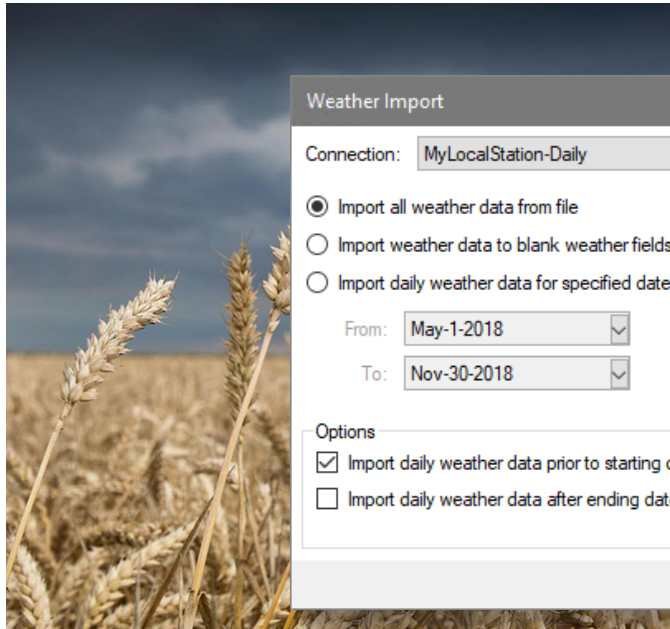 Weather Import
Connection: MyLocalStation-Daily
Import all weather data from file
Import weather data to blank weather fields
Import daily weather data for specified date
From: May-1-2018
To: Nov-30-2018
Options
Import daily weather data prior to starting
Import daily weather data after ending